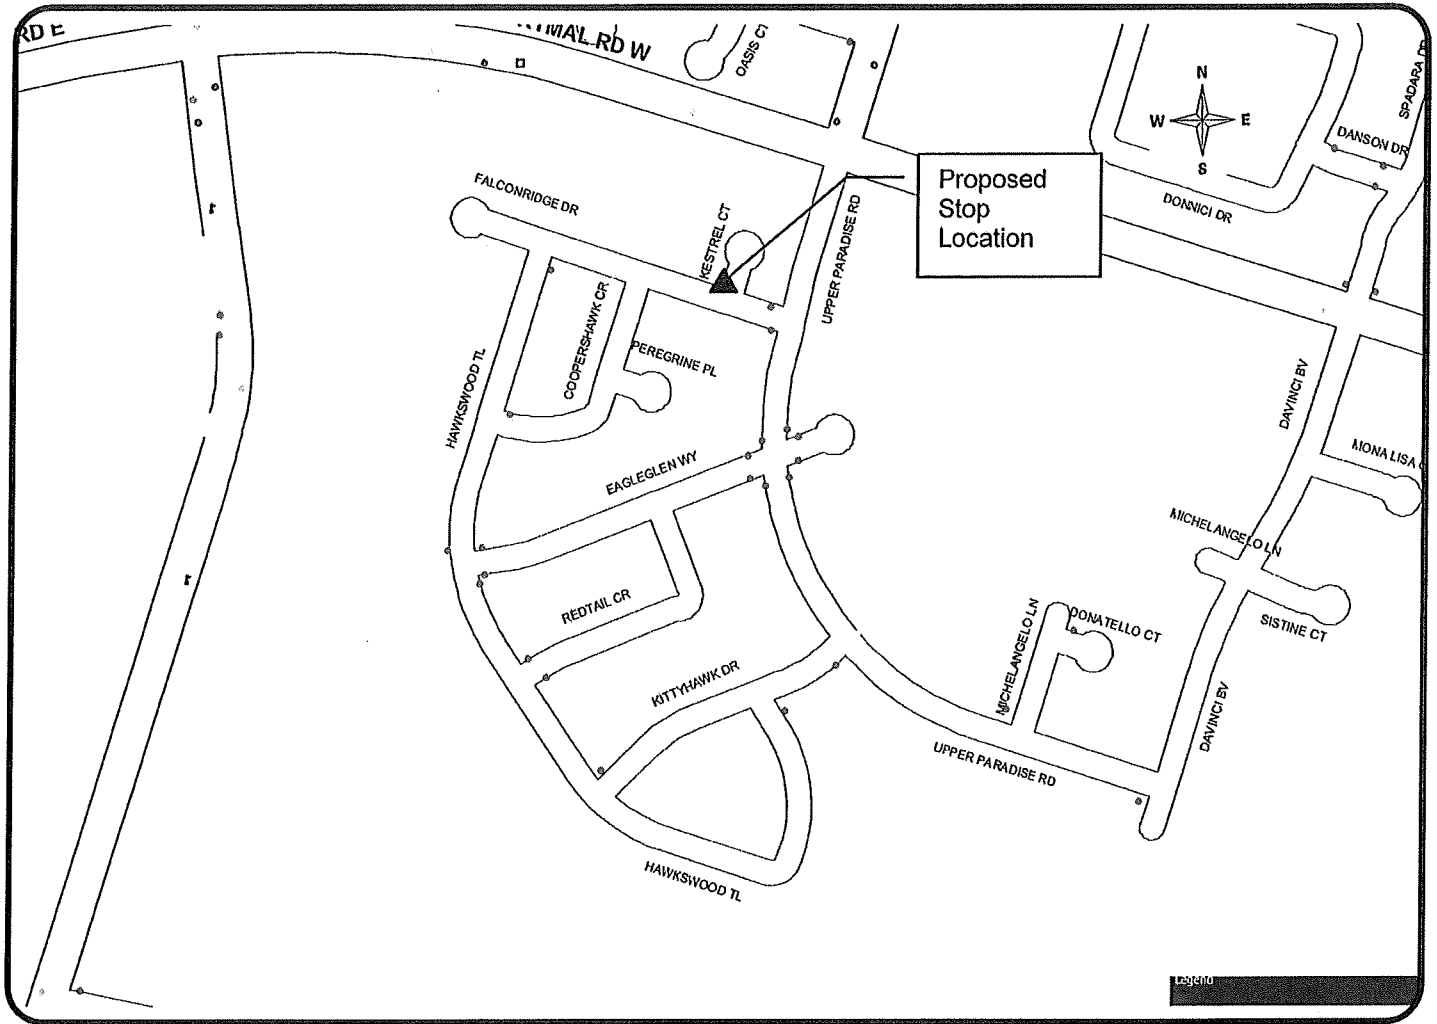 RD E
RYMAL RD W
OASIS CT
SPADARA DR
N
W
E
S
DANSON DR
DONNICI DR
Proposed
Stop
Location
FALCONRIDGE DR
KESTREL CT
UPPER PARADISE RD
COOPERSHAWK CR
PEREGRINE PL
HAWKSWOOD TL
DAVINCI BV
EAGLEGLEN WY
MONA LISA
MICHELANGELO LN
REDTAIL CR
MICHELANGELO LN
DONATELLO CT
SISTINE CT
KITTYHAWK DR
DAVINCI BV
UPPER PARADISE RD
HAWKSWOOD TL
Legend